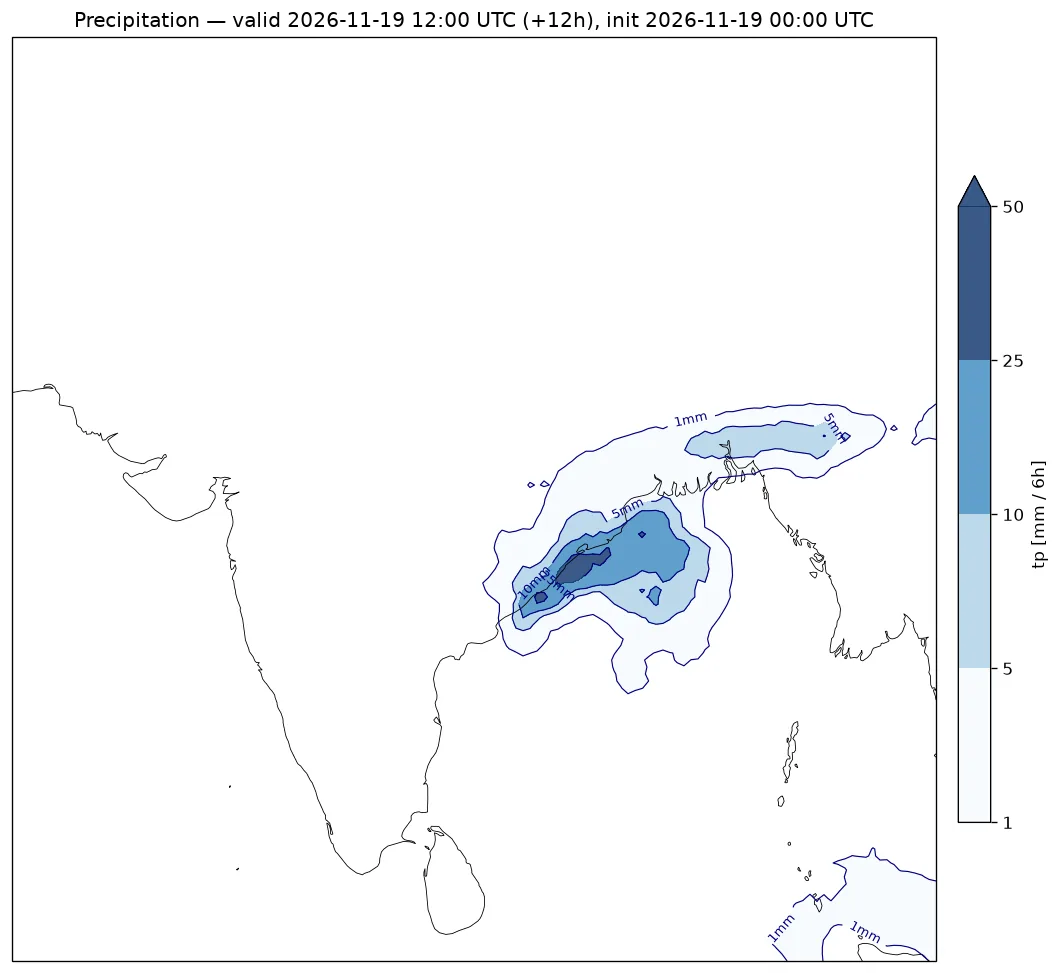 Precipitation — valid 2026-11-19 12:00 UTC (+12h), init 2026-11-19 00:00 UTC
50
25
10
5
1
tp [mm / 6h]
1mm
5mm
5mm
10mm
5mm
1mm
1mm